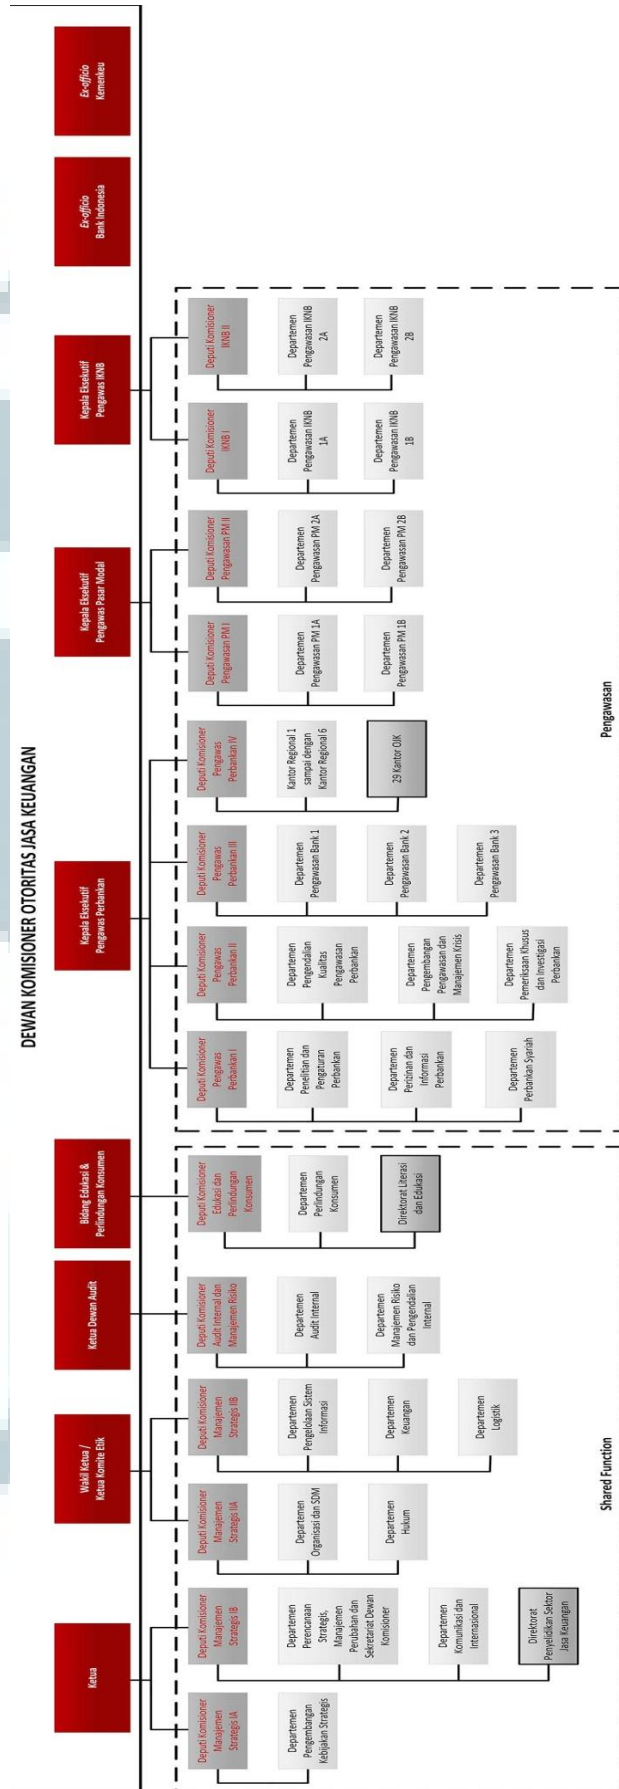 DEWAN KOMISIONER OTORITAS JASA KEUANGAN
Ketua
Wakil Ketua /
Ketua Komite Etik
Ketua Dewan Audit
Bidang Edukasi &
Perlindungan Konsumen
Kepala Eksekutif
Pengawas Perbankan
Kepala Eksekutif
Pengawas Pasar Modal
Kepala Eksekutif
Pengawas IKNB
Ex-officio
Bank Indonesia
Ex-officio
Kemenkeu
Deputi Komisioner
Manajemen
Strategis IA
Departemen
Pengembangan
Kebijakan Strategis
Deputi Komisioner
Manajemen
Strategis IB
Departemen
Perencanaan
Strategis,
Manajemen
Perubahan dan
Sekretariat Dewan
Komisioner
Departemen
Komunikasi dan
Internasional
Direktorat
Penyelidikan Sektor
Jasa Keuangan
Deputi Komisioner
Manajemen
Strategis IIA
Departemen
Organisasi dan SDM
Departemen
Hukum
Deputi Komisioner
Manajemen
Strategis IIB
Departemen
Pengelolaan Sistem
Informasi
Departemen
Keuangan
Departemen
Logistik
Deputi Komisioner
Audit Internal dan
Manajemen Risiko
Departemen
Audit Internal
Departemen
Manajemen Risiko
dan Pengendalian
Internal
Deputi Komisioner
Edukasi dan
Perlindungan
Konsumen
Departemen
Perlindungan
Konsumen
Direktorat Literasi
dan Edukasi
Shared Function
Deputi Komisioner
Pengawas
Perbankan I
Departemen
Penelitian dan
Pengaturan
Perbankan
Departemen
Perizinan dan
Informasi
Perbankan
Departemen
Perbankan Syariah
Deputi Komisioner
Pengawas
Perbankan II
Departemen
Pengendalian
Kualitas
Pengawasan
Perbankan
Departemen
Pengembangan
Pengawasan dan
Manajemen Krisis
Departemen
Pemeriksaan Khusus
dan Investigasi
Perbankan
Deputi Komisioner
Pengawas
Perbankan III
Departemen
Pengawasan Bank 1
Departemen
Pengawasan Bank 2
Departemen
Pengawasan Bank 3
Deputi Komisioner
Pengawas
Perbankan IV
Kantor Regional 1
sampai dengan
Kantor Regional 6
29 Kantor OJK
Deputi Komisioner
Pengawasan PM I
Departemen
Pengawasan PM 1A
Departemen
Pengawasan PM 1B
Deputi Komisioner
Pengawasan PM II
Departemen
Pengawasan PM 2A
Departemen
Pengawasan PM 2B
Deputi Komisioner
IKNB I
Departemen
Pengawasan IKNB
1A
Departemen
Pengawasan IKNB
1B
Deputi Komisioner
IKNB II
Departemen
Pengawasan IKNB
2A
Departemen
Pengawasan IKNB
2B
Pengawasan